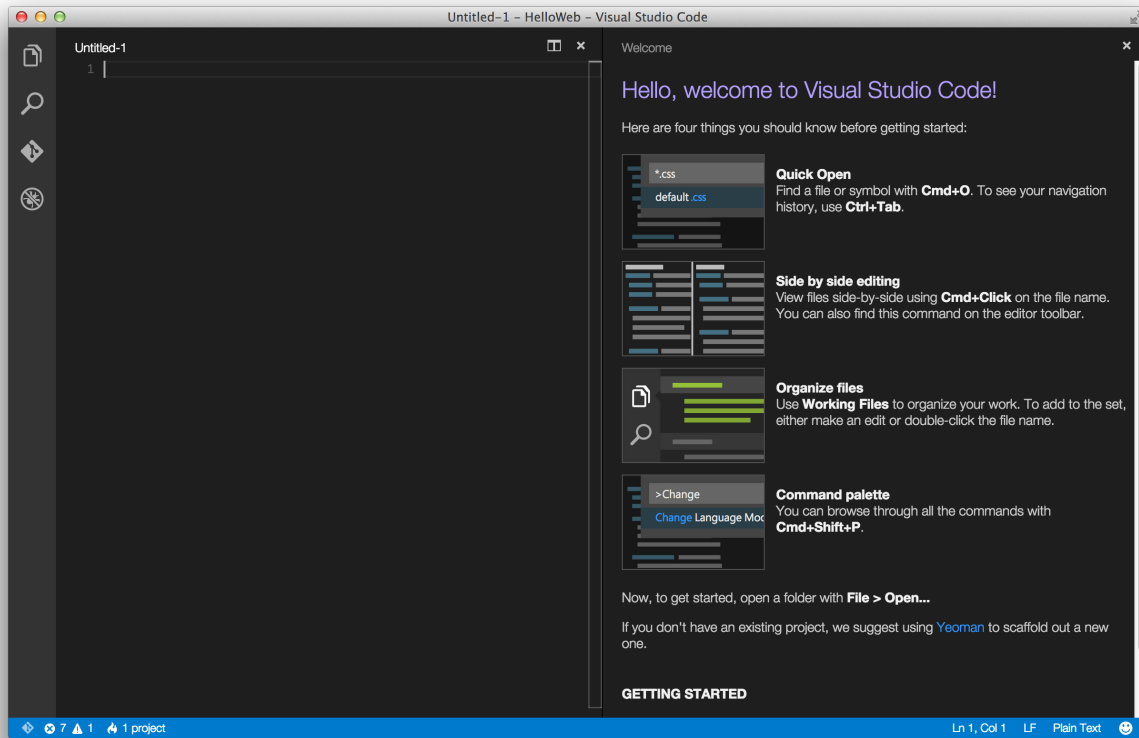 Untitled-1 – HelloWeb – Visual Studio Code
Untitled-1
1
Welcome
Hello, welcome to Visual Studio Code!
Here are four things you should know before getting started:
*.css
default.css
Quick Open
Find a file or symbol with Cmd+O. To see your navigation
history, use Ctrl+Tab.
Side by side editing
View files side-by-side using Cmd+Click on the file name.
You can also find this command on the editor toolbar.
Organize files
Use Working Files to organize your work. To add to the set,
either make an edit or double-click the file name.
>Change
Change Language Mod
Command palette
You can browse through all the commands with
Cmd+Shift+P.
Now, to get started, open a folder with File > Open...
If you don't have an existing project, we suggest using Yeoman to scaffold out a new
one.
GETTING STARTED
7 1 1 project
Ln 1, Col 1 LF Plain Text